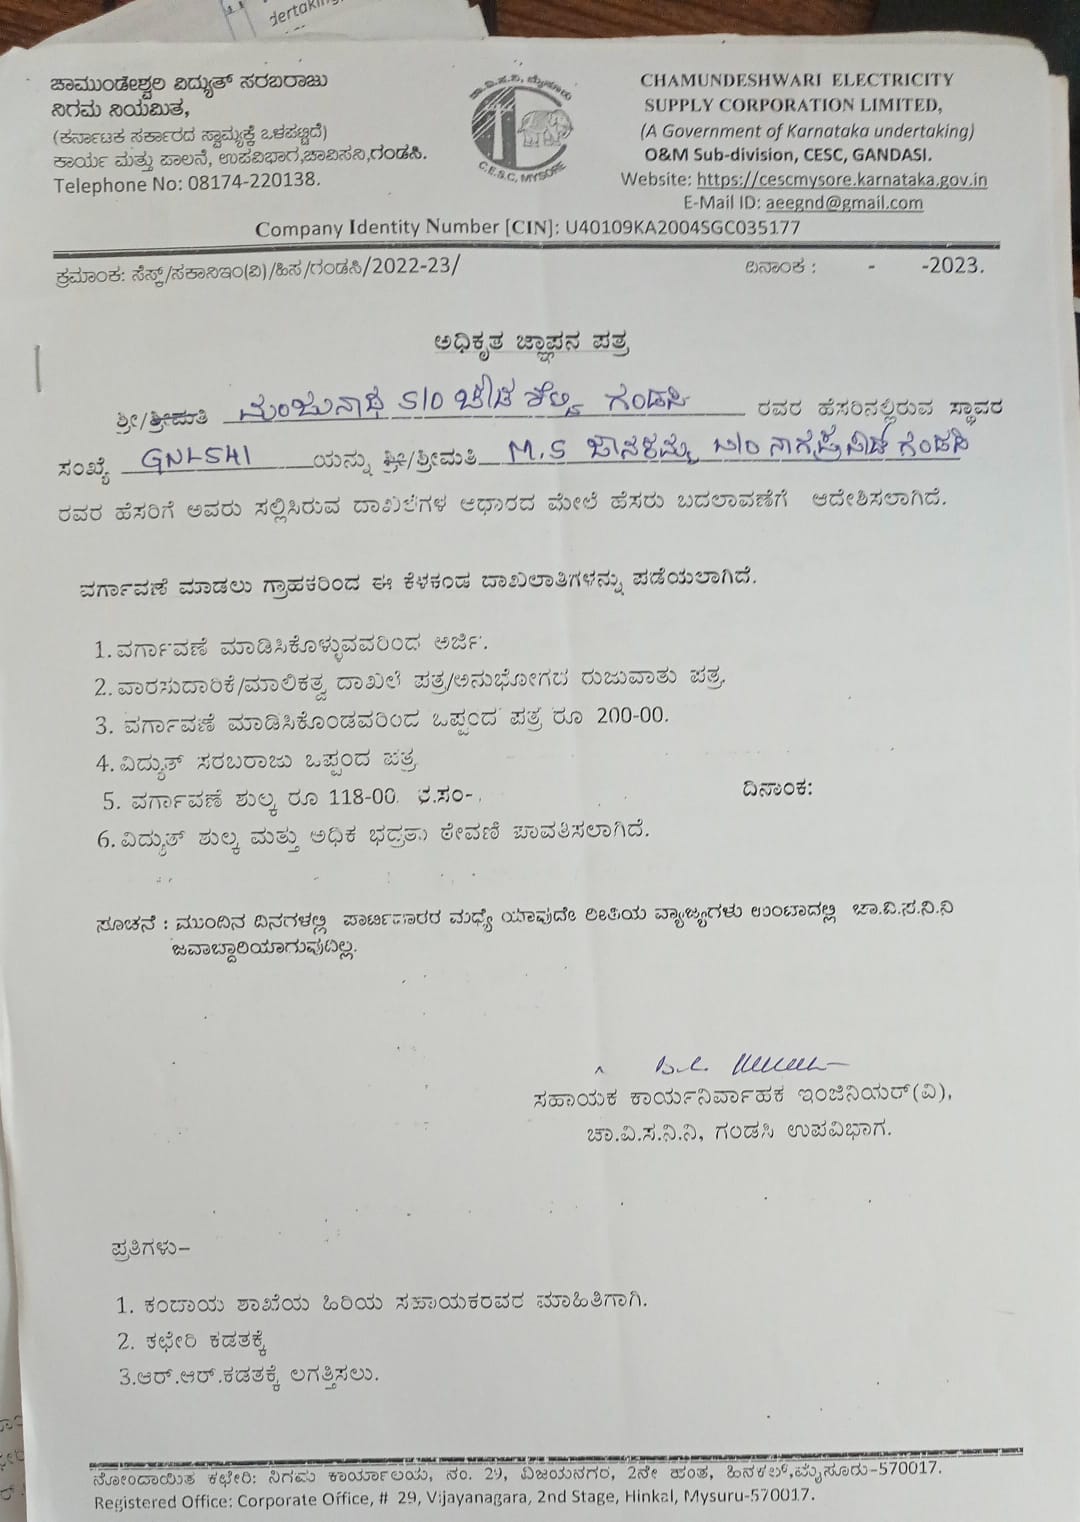 dertaking
ಚಾಮುಂಡೇಶ್ವರಿ ವಿದ್ಯುತ್ ಸರಬರಾಜು
ನಿಗಮ ನಿಯಮಿತ,
(ಕರ್ನಾಟಕ ಸರ್ಕಾರದ ಸ್ವಾಮ್ಯಕ್ಕೆ ಒಳಪಟ್ಟಿದೆ)
ಕಾರ್ಯ ಮತ್ತು ಪಾಲನೆ, ಉಪವಿಭಾಗ,ಚಾವಿಸನಿ,ಗಂಡಸಿ.
Telephone No: 08174-220138.
ಚಾ.ವಿ.ಸ.ನಿ, ಮೈಸೂರು
C.E.S.C, MYSORE
CHAMUNDESHWARI ELECTRICITY
SUPPLY CORPORATION LIMITED,
(A Government of Karnataka undertaking)
O&M Sub-division, CESC, GANDASI.
Website: https://cescmysore.karnataka.gov.in
E-Mail ID: aeegnd@gmail.com
Company Identity Number [CIN]: U40109KA2004SGC035177
ಕ್ರಮಾಂಕ: ಸೆಸ್ಕ್/ಸಕಾನಿಇಂ(ವಿ)/ಹಿಸ/ಗಂಡಸಿ/2022-23/ ದಿನಾಂಕ : - -2023.
ಅಧಿಕೃತ ಜ್ಞಾಪನ ಪತ್ರ
ಶ್ರೀ/ಶ್ರೀಮತಿ ಮಂಜುನಾಥ S/O ಗಂಡಸಿ ರವರ ಹೆಸರಿನಲ್ಲಿರುವ ಸ್ಥಾವರ
ಸಂಖ್ಯೆ GNL541 ಯನ್ನು ಶ್ರೀ/ಶ್ರೀಮತಿ M.S ಜಾನಕಮ್ಮ ಗಂಡಸಿ
ರವರ ಹೆಸರಿಗೆ ಅವರು ಸಲ್ಲಿಸಿರುವ ದಾಖಲೆಗಳ ಆಧಾರದ ಮೇಲೆ ಹೆಸರು ಬದಲಾವಣೆಗೆ ಆದೇಶಿಸಲಾಗಿದೆ.
ವರ್ಗಾವಣೆ ಮಾಡಲು ಗ್ರಾಹಕರಿಂದ ಈ ಕೆಳಕಂಡ ದಾಖಲಾತಿಗಳನ್ನು ಪಡೆಯಲಾಗಿದೆ.
1. ವರ್ಗಾವಣೆ ಮಾಡಿಸಿಕೊಳ್ಳುವವರಿಂದ ಅರ್ಜಿ.
2. ವಾರಸುದಾರಿಕೆ/ಮಾಲಿಕತ್ವ ದಾಖಲೆ ಪತ್ರ/ಅನುಭೋಗದ ರುಜುವಾತು ಪತ್ರ.
3. ವರ್ಗಾವಣೆ ಮಾಡಿಸಿಕೊಂಡವರಿಂದ ಒಪ್ಪಂದ ಪತ್ರ ರೂ 200-00.
4. ವಿದ್ಯುತ್ ಸರಬರಾಜು ಒಪ್ಪಂದ ಪತ್ರ
5. ವರ್ಗಾವಣೆ ಶುಲ್ಕ ರೂ 118-00. ರ.ಸಂ- . ದಿನಾಂಕ:
6. ವಿದ್ಯುತ್ ಶುಲ್ಕ ಮತ್ತು ಅಧಿಕ ಭದ್ರತಾ ಠೇವಣಿ ಪಾವತಿಸಲಾಗಿದೆ.
ಸೂಚನೆ : ಮುಂದಿನ ದಿನಗಳಲ್ಲಿ ಪಾರ್ಟಿದಾರರ ಮಧ್ಯೆ ಯಾವುದೇ ರೀತಿಯ ವ್ಯಾಜ್ಯಗಳು ಉಂಟಾದಲ್ಲಿ ಚಾ.ವಿ.ಸ.ನಿ.ನಿ
ಜವಾಬ್ದಾರಿಯಾಗುವುದಿಲ್ಲ.
ಸಹಾಯಕ ಕಾರ್ಯನಿರ್ವಾಹಕ ಇಂಜಿನಿಯರ್(ವಿ),
ಚಾ.ವಿ.ಸ.ನಿ.ನಿ, ಗಂಡಸಿ ಉಪವಿಭಾಗ.
ಪ್ರತಿಗಳು-
1. ಕಂದಾಯ ಶಾಖೆಯ ಹಿರಿಯ ಸಹಾಯಕರವರ ಮಾಹಿತಿಗಾಗಿ.
2. ಕಛೇರಿ ಕಡತಕ್ಕೆ
3.ಆರ್.ಆರ್.ಕಡತಕ್ಕೆ ಲಗತ್ತಿಸಲು.
ನೋಂದಾಯಿತ ಕಛೇರಿ: ನಿಗಮ ಕಾರ್ಯಾಲಯ, ನಂ. 29, ವಿಜಯನಗರ, 2ನೇ ಹಂತ, ಹಿನಕಲ್,ಮೈಸೂರು-570017.
Registered Office: Corporate Office, # 29, Vijayanagara, 2nd Stage, Hinkal, Mysuru-570017.